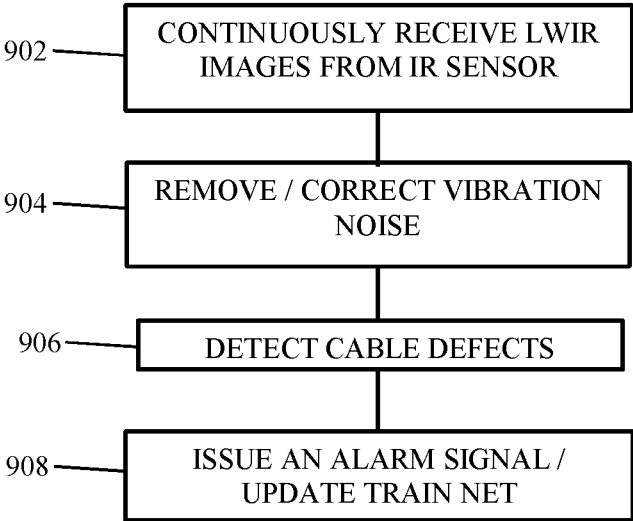 902
CONTINUOUSLY RECEIVE LWIR
IMAGES FROM IR SENSOR
904
REMOVE / CORRECT VIBRATION
NOISE
906
DETECT CABLE DEFECTS
908
ISSUE AN ALARM SIGNAL /
UPDATE TRAIN NET